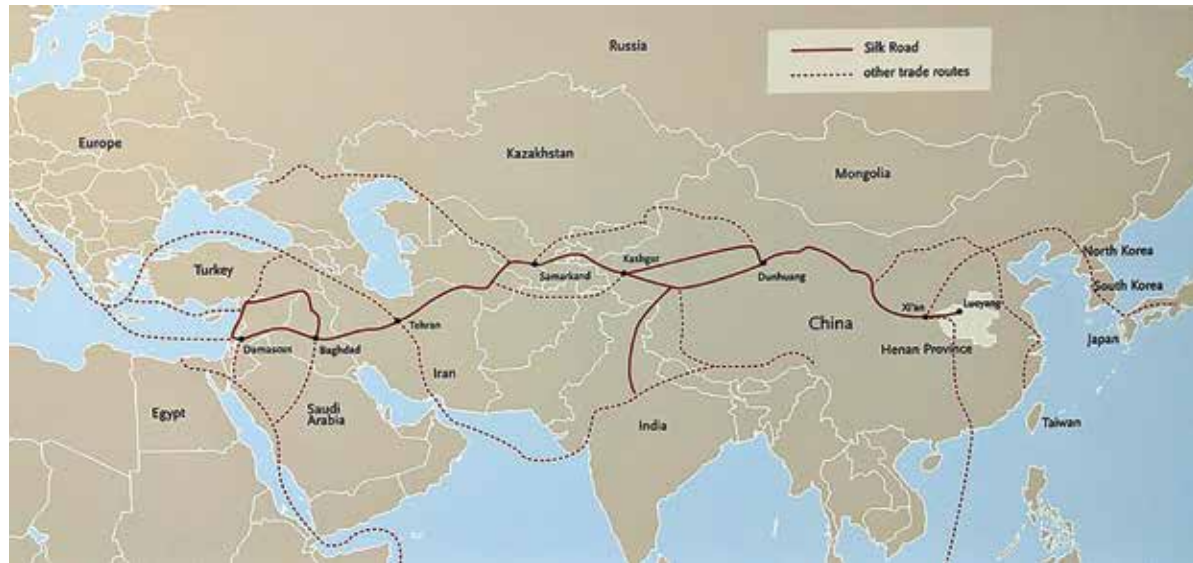 Russia
Silk Road
other trade routes
Europe
Kazakhstan
Mongolia
Turkey
Samarkand
Kashgar
Dunhuang
North Korea
South Korea
Xi'an
Luoyang
Tehran
China
Japan
Damascus
Baghdad
Henan Province
Iran
Egypt
Saudi
Arabia
India
Taiwan